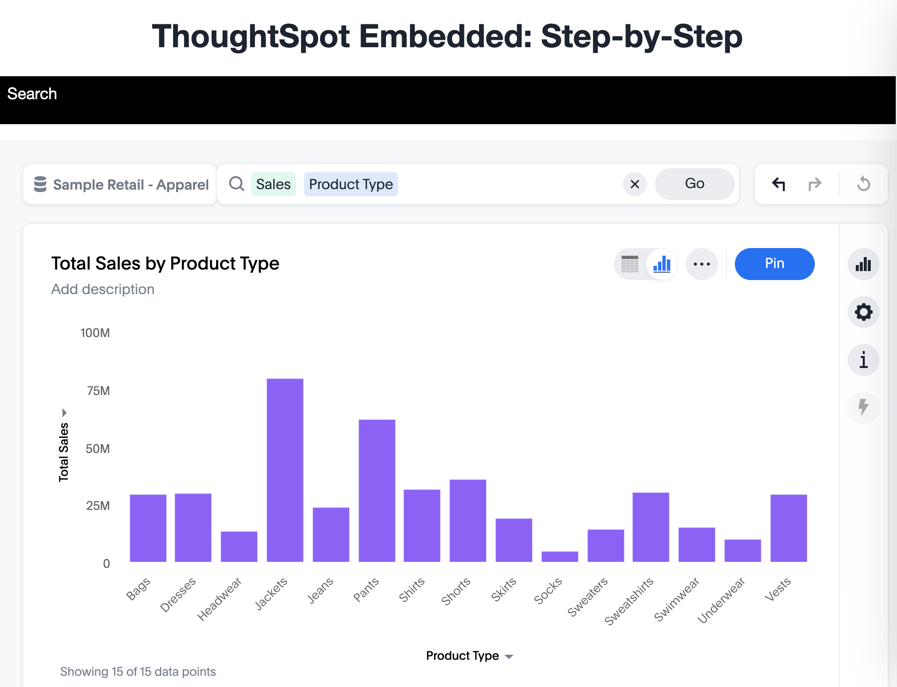 ThoughtSpot Embedded: Step-by-Step
Search
Sample Retail - Apparel
Sales Product Type
Go
Total Sales by Product Type
Add description
Pin
100M
75M
50M
25M
0
Total Sales
Bags
Dresses
Headwear
Jackets
Jeans
Pants
Shirts
Shorts
Skirts
Socks
Sweaters
Sweatshirts
Swimwear
Underwear
Vests
Product Type
Showing 15 of 15 data points